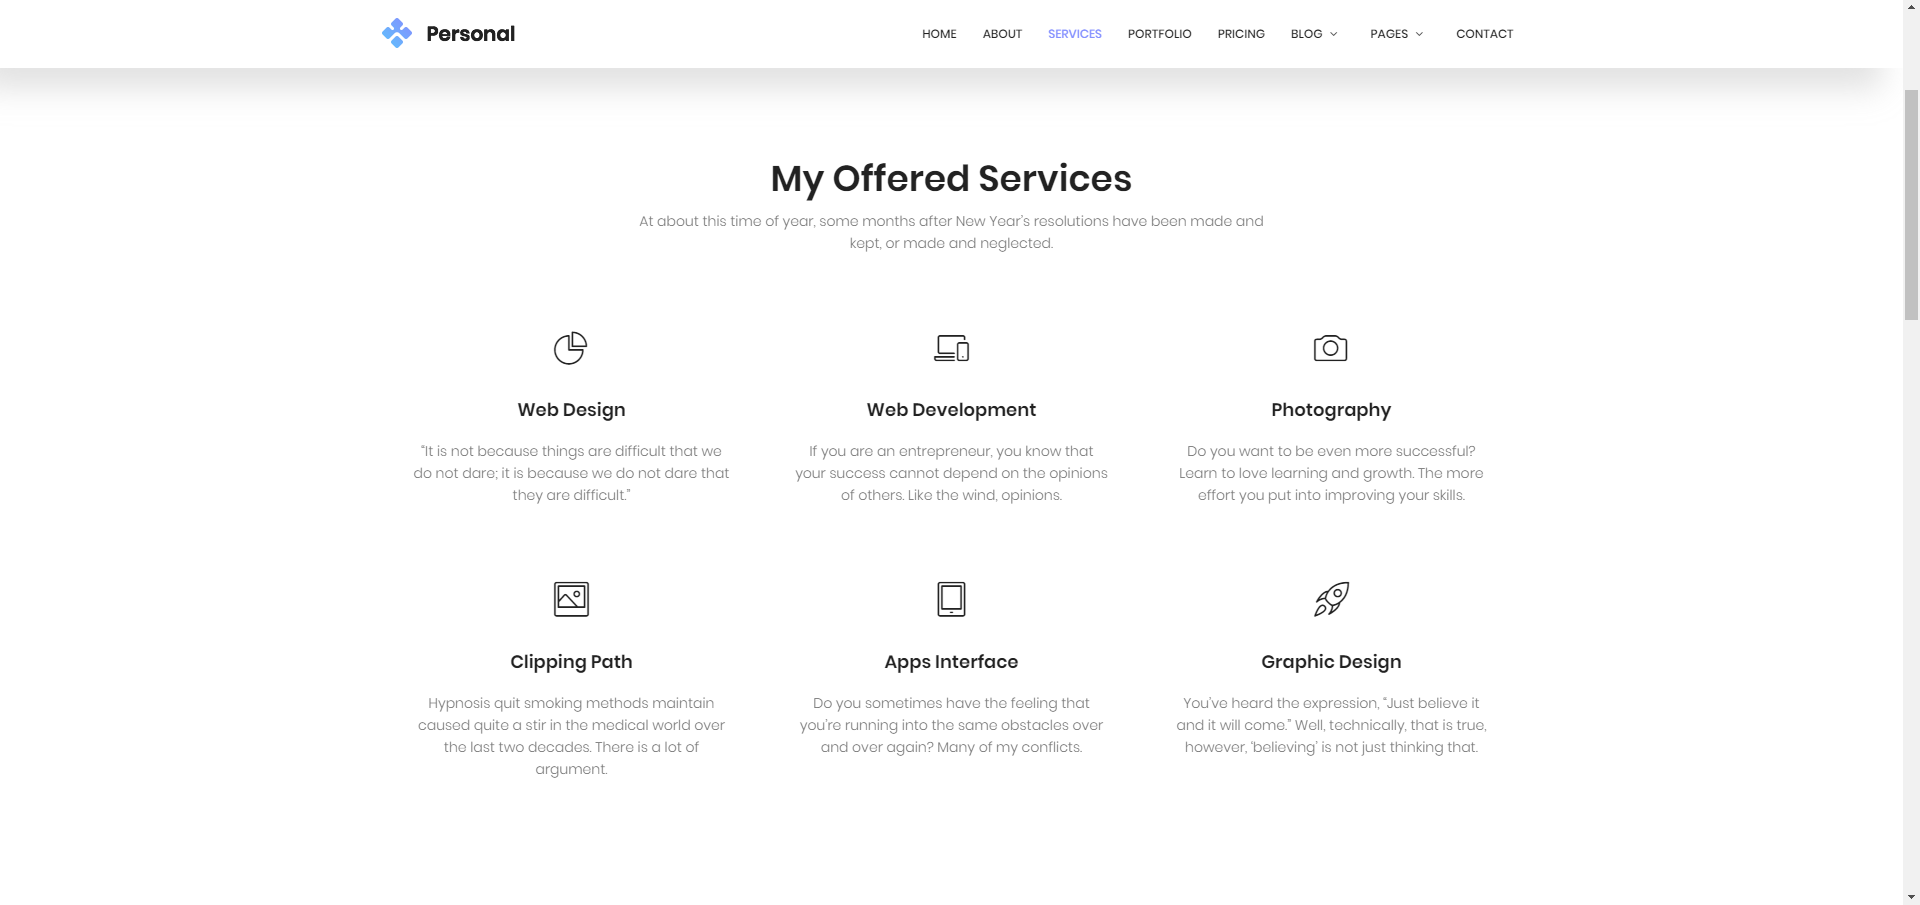 Personal
HOME ABOUT SERVICES PORTFOLIO PRICING BLOG PAGES CONTACT
My Offered Services
At about this time of year, some months after New Year's resolutions have been made and
kept, or made and neglected.
Web Design
“It is not because things are difficult that we
do not dare; it is because we do not dare that
they are difficult.”
Web Development
If you are an entrepreneur, you know that
your success cannot depend on the opinions
of others. Like the wind, opinions.
Photography
Do you want to be even more successful?
Learn to love learning and growth. The more
effort you put into improving your skills.
Clipping Path
Hypnosis quit smoking methods maintain
caused quite a stir in the medical world over
the last two decades. There is a lot of
argument.
Apps Interface
Do you sometimes have the feeling that
you're running into the same obstacles over
and over again? Many of my conflicts.
Graphic Design
You've heard the expression, “Just believe it
and it will come.” Well, technically, that is true,
however, ‘believing’ is not just thinking that.